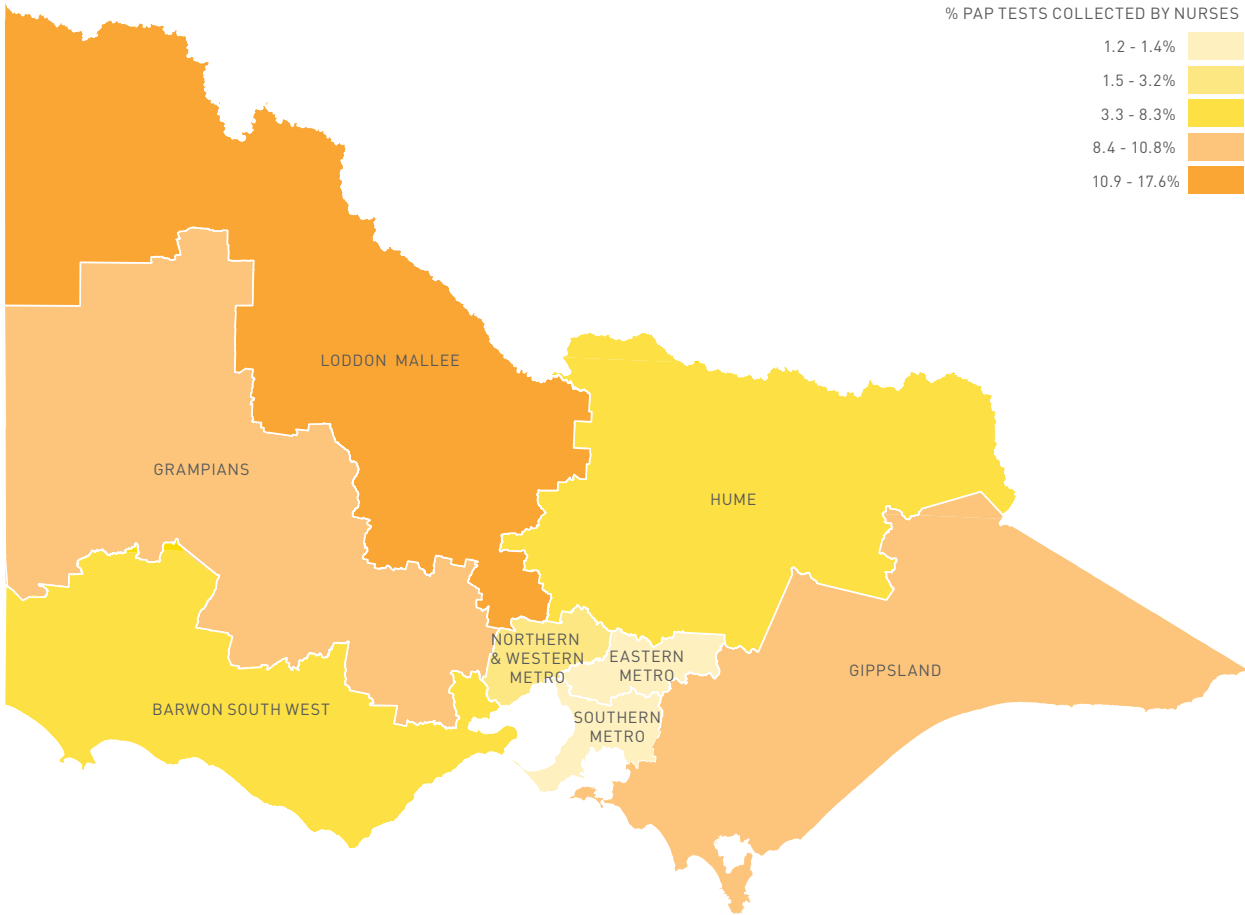 % PAP TESTS COLLECTED BY NURSES
1.2 - 1.4%
1.5 - 3.2%
3.3 - 8.3%
8.4 - 10.8%
10.9 - 17.6%
LODDON MALLEE
GRAMPIANS
HUME
NORTHERN
& WESTERN
METRO
EASTERN
METRO
GIPPSLAND
BARWON SOUTH WEST
SOUTHERN
METRO